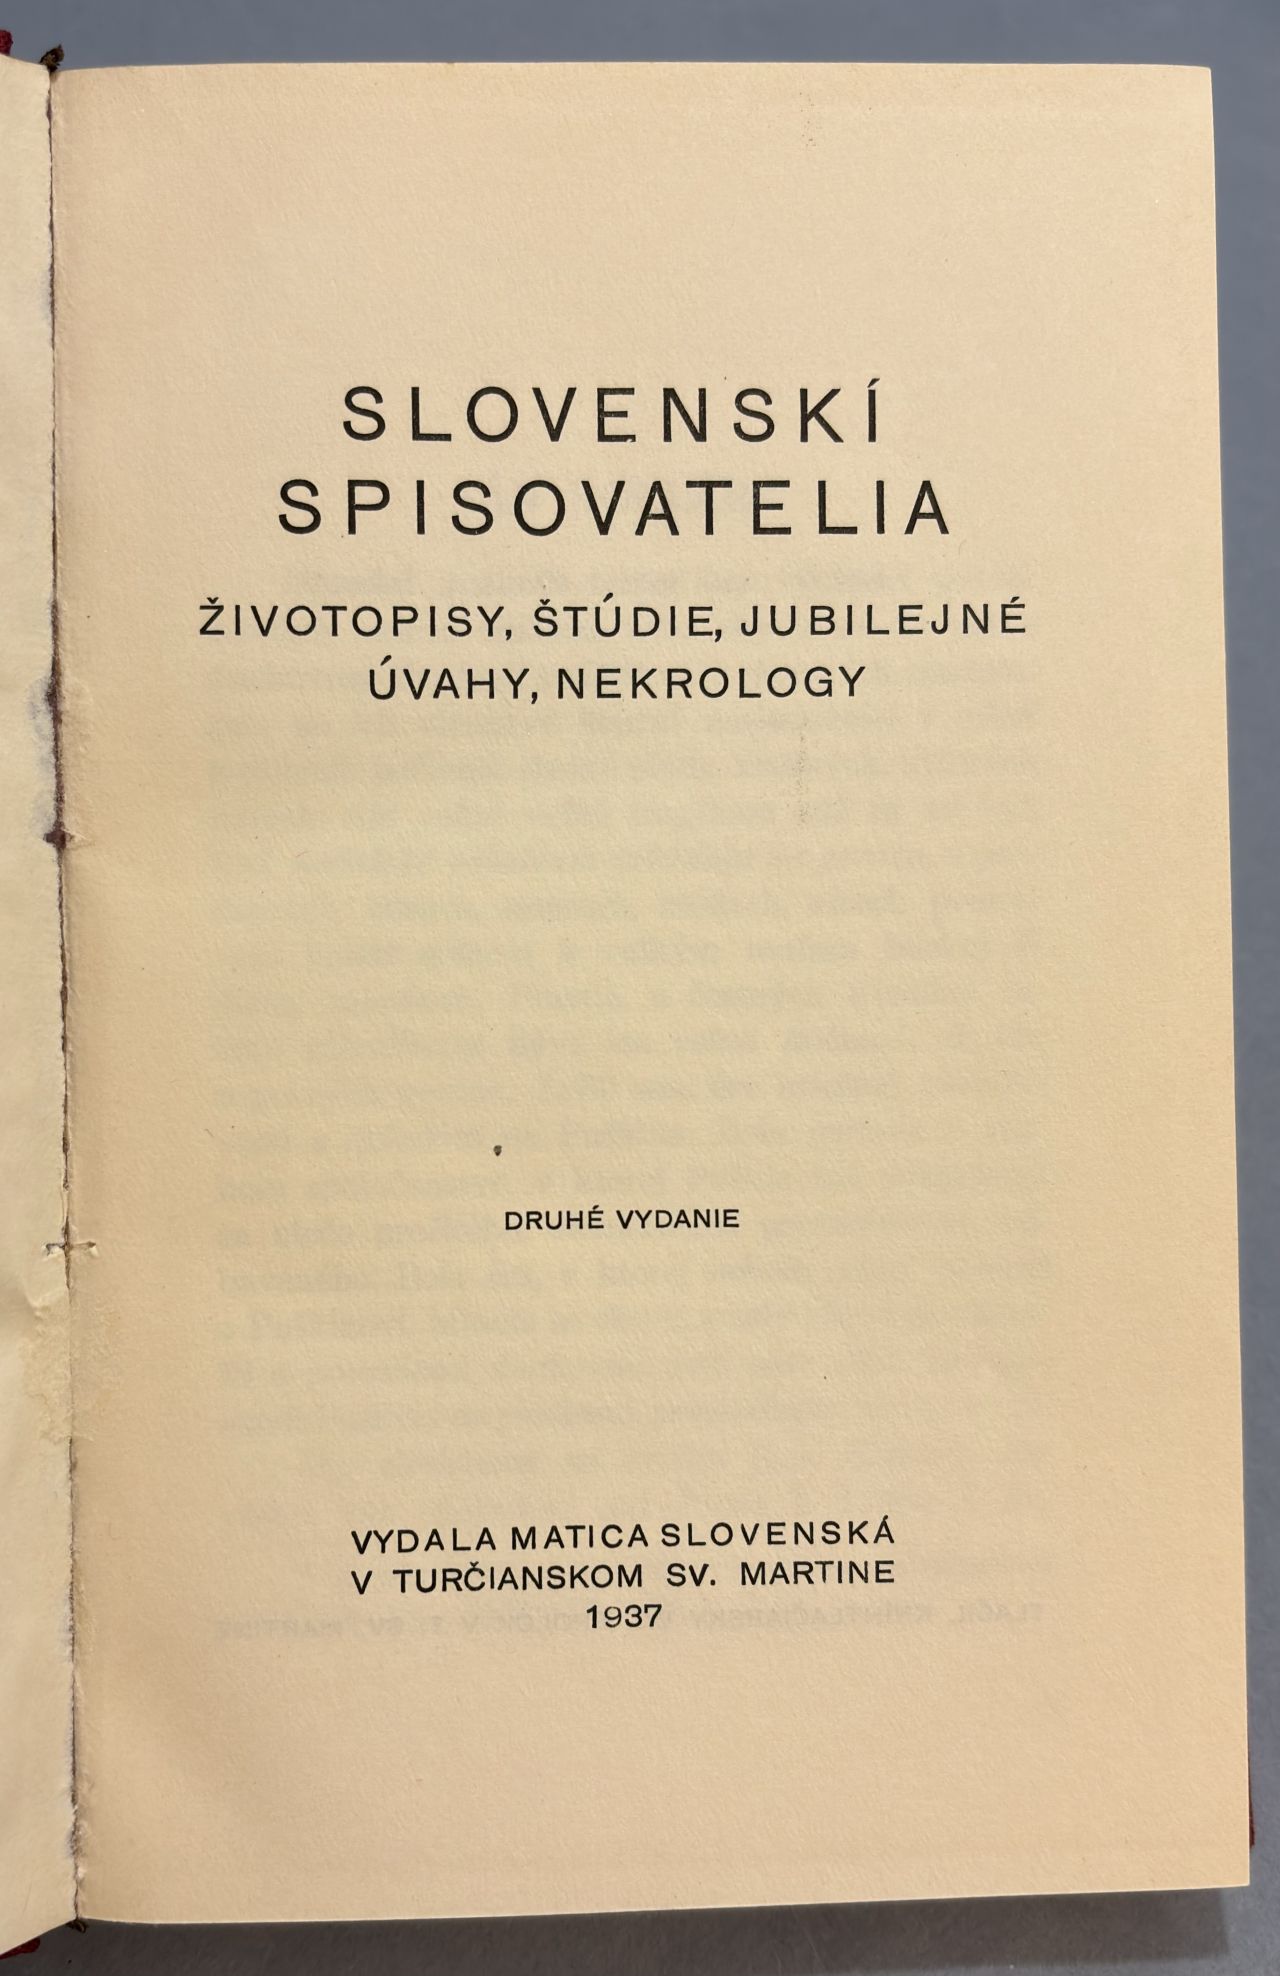 SLOVENSKÍ
SPISOVATELIA
ŽIVOTOPISY, ŠTÚDIE, JUBILEJNÉ
ÚVAHY, NEKROLOGY
DRUHÉ VYDANIE
VYDALA MATICA SLOVENSKÁ
V TURČIANSKOM SV. MARTINE
1937